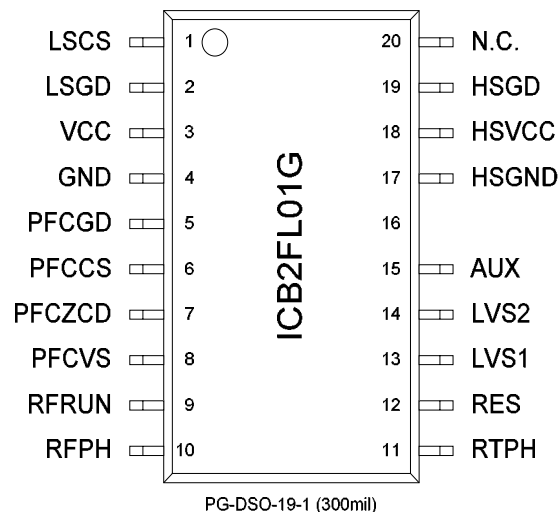 LSCS 1 20 N.C.
LSGD 2 19 HSGD
VCC 3 18 HSVCC
GND 4 17 HSGND
PFCGD 5 16
PFCCS 6 15 AUX
PFCZCD 7 14 LVS2
PFCVS 8 13 LVS1
RFRUN 9 12 RES
RFPH 10 11 RTPH
ICB2FL01G
PG-DSO-19-1 (300mil)